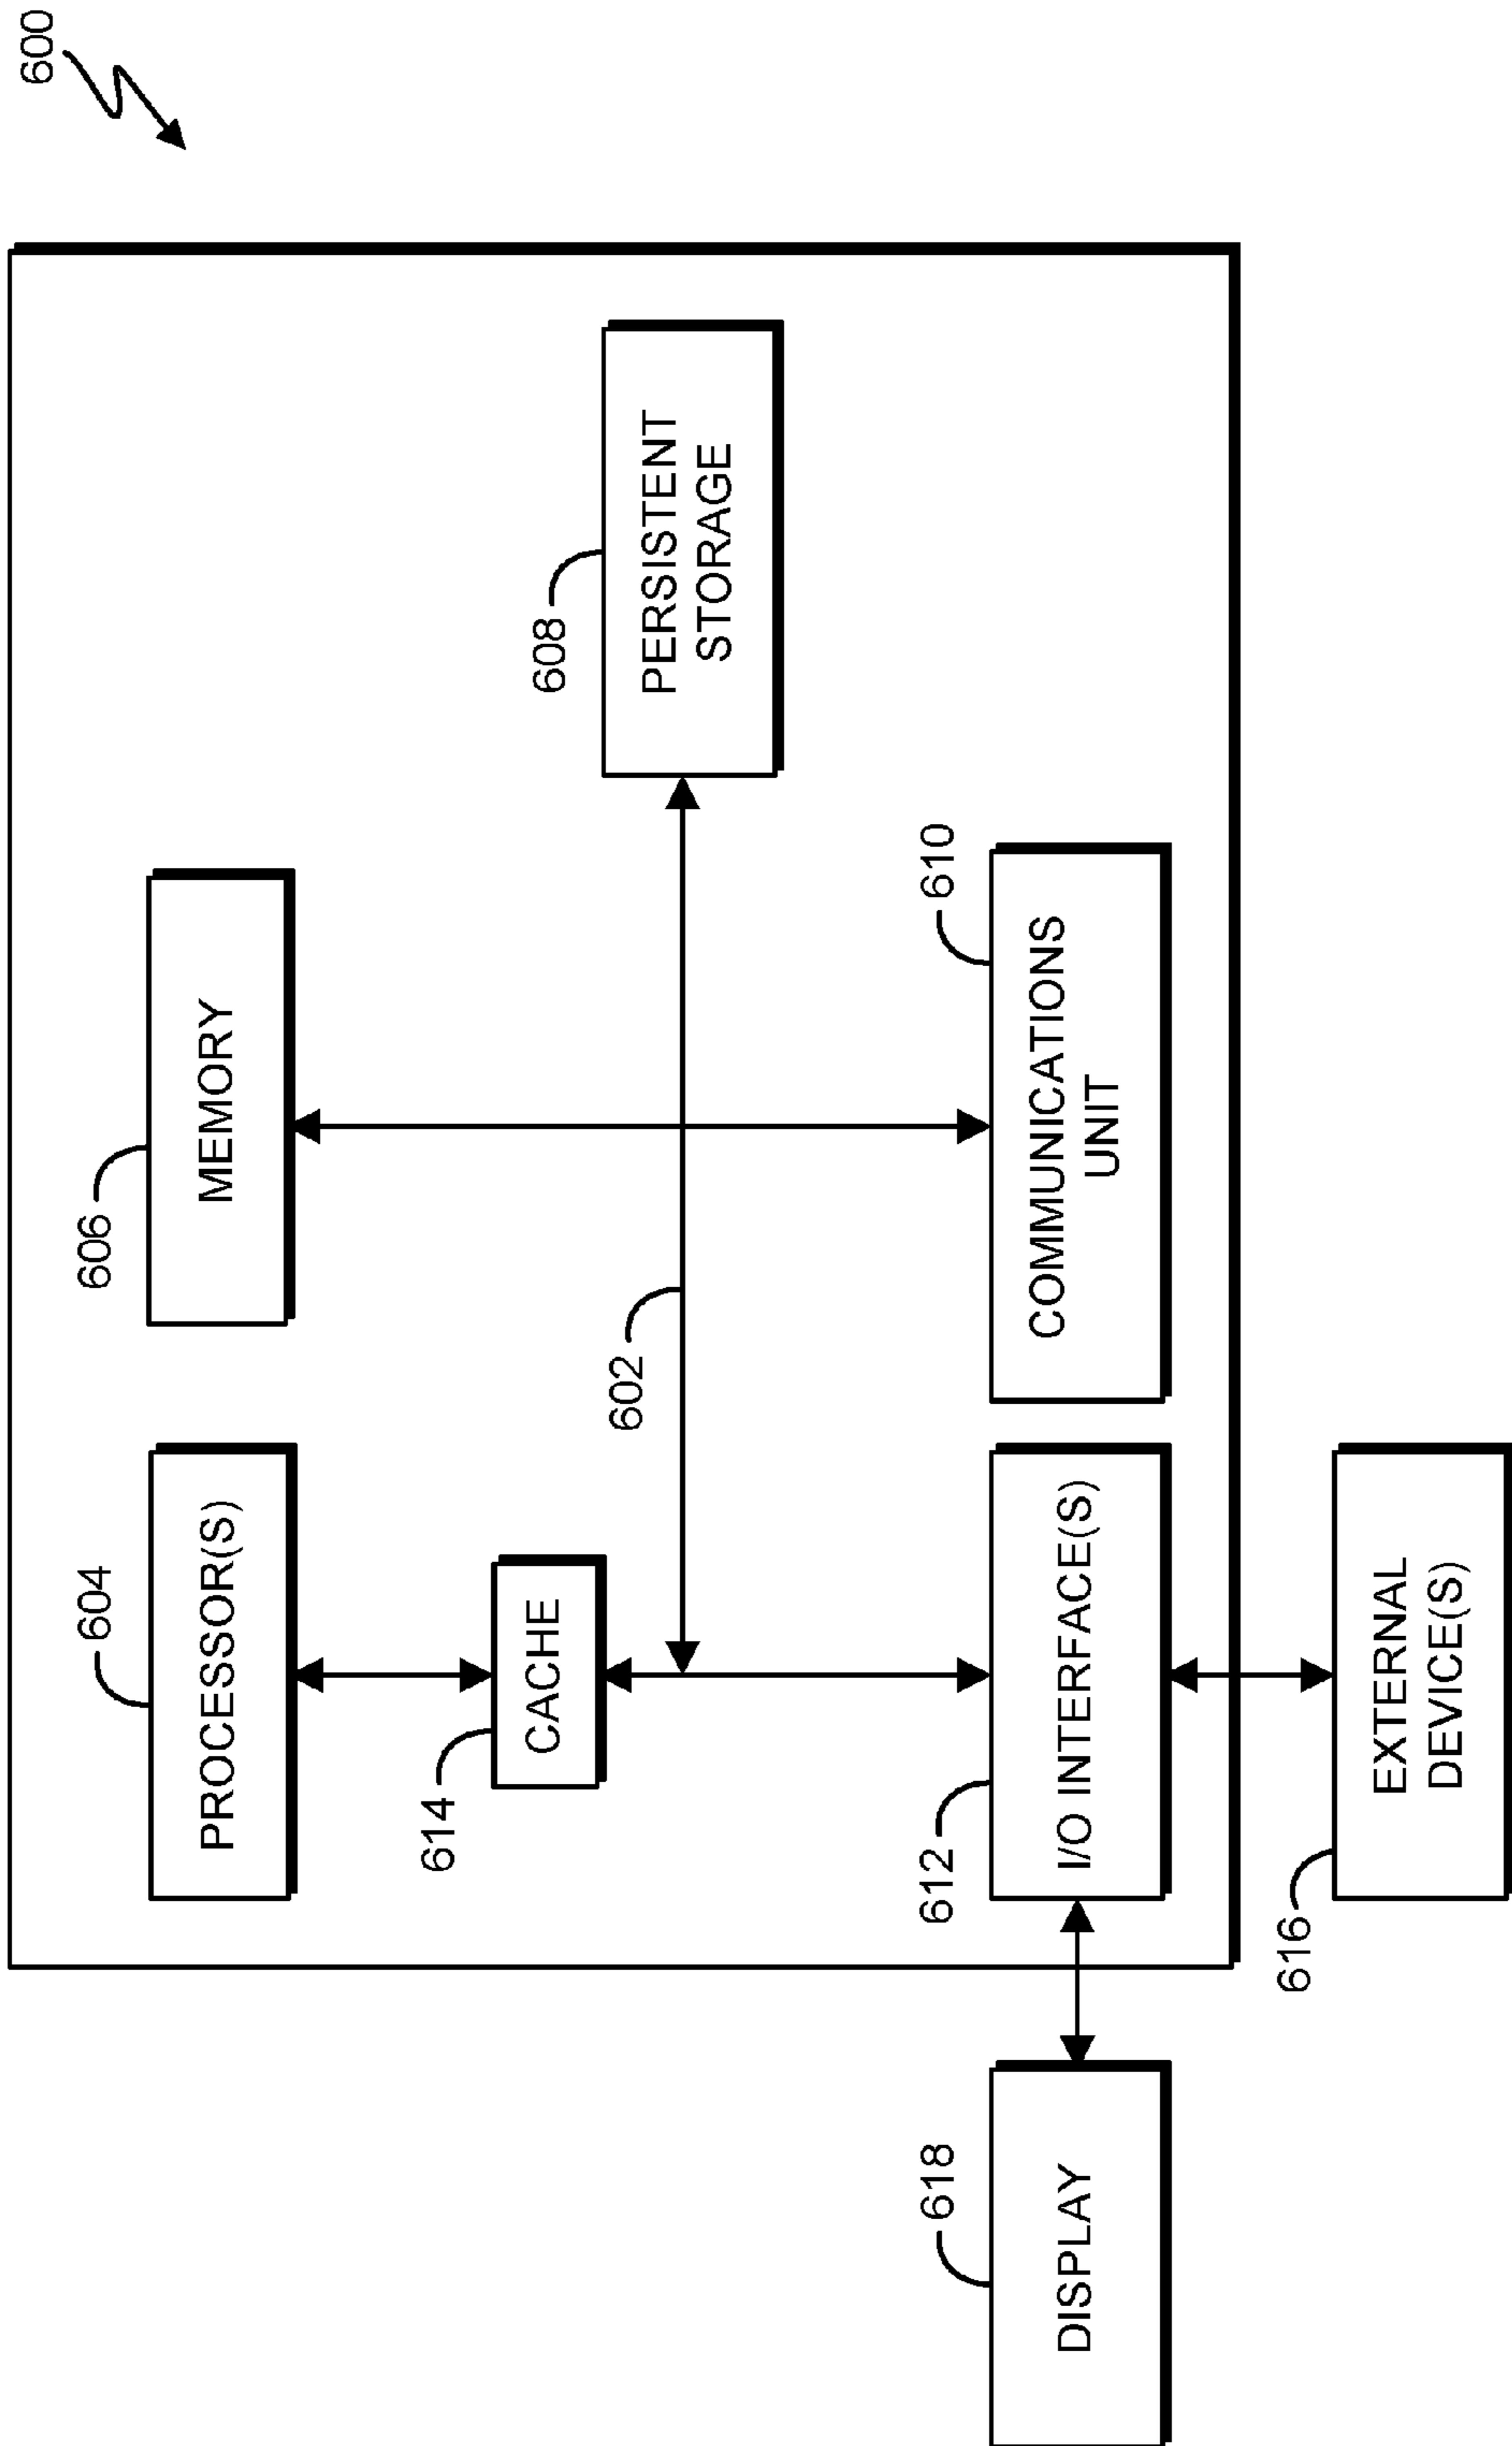 600
606
MEMORY
604
PROCESSOR(S)
614
CACHE
602
608
PERSISTENT
STORAGE
618
DISPLAY
612
I/O INTERFACE(S)
610
COMMUNICATIONS
UNIT
616
EXTERNAL
DEVICE(S)